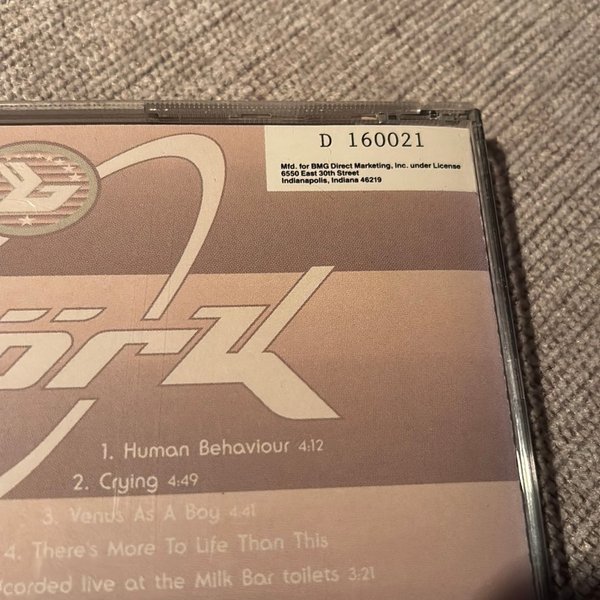 D 160021
Mfd. for BMG Direct Marketing, Inc. under License
6550 East 30th Street
Indianapolis, Indiana 46219
örk
1. Human Behaviour 4:12
2. Crying 4:49
3. Venus As A Boy 4:41
4. There's More To Life Than This
corded live at the Milk Bar toilets 3:21